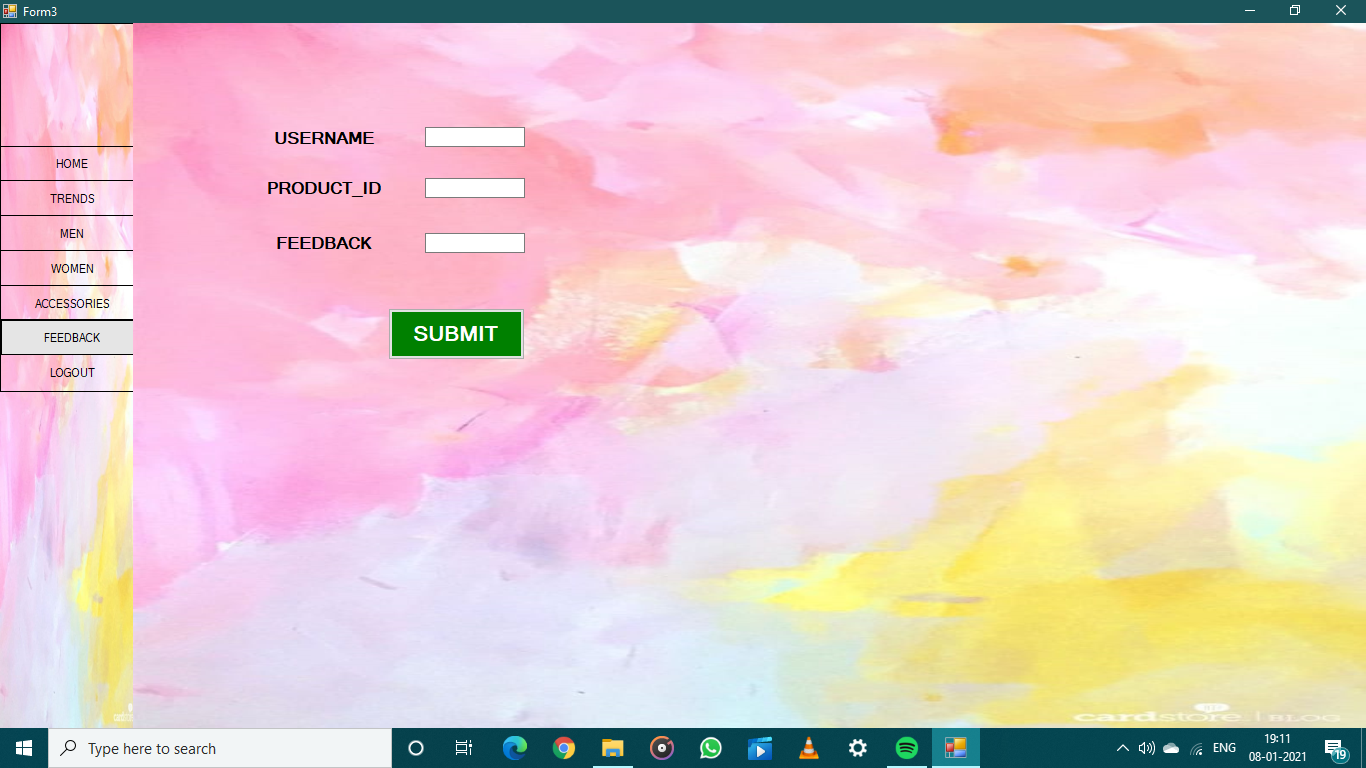 Form3
HOME
TRENDS
MEN
WOMEN
ACCESSORIES
FEEDBACK
LOGOUT
USERNAME
PRODUCT_ID
FEEDBACK
SUBMIT
cardstore | BLOG
Type here to search
ENG
19:11
08-01-2021
19